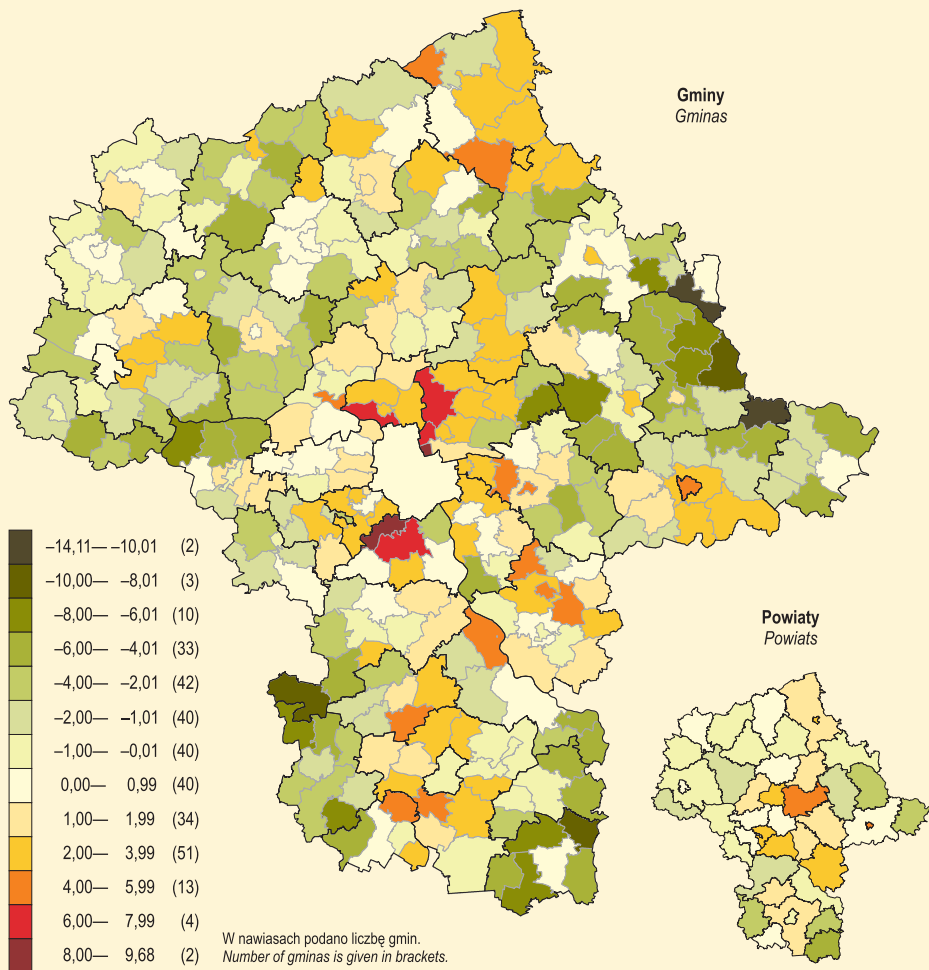 Gminy
Gminas
–14,11— –10,01 (2)
–10,00— –8,01 (3)
–8,00— –6,01 (10)
–6,00— –4,01 (33)
–4,00— –2,01 (42)
–2,00— –1,01 (40)
–1,00— –0,01 (40)
0,00— 0,99 (40)
1,00— 1,99 (34)
2,00— 3,99 (51)
4,00— 5,99 (13)
6,00— 7,99 (4)
8,00— 9,68 (2)
Powiaty
Powiats
W nawiasach podano liczbę gmin.
Number of gminas is given in brackets.